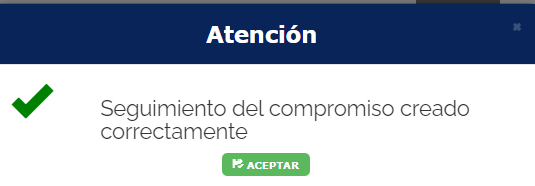 Atención
Seguimiento del compromiso creado
correctamente
ACEPTAR